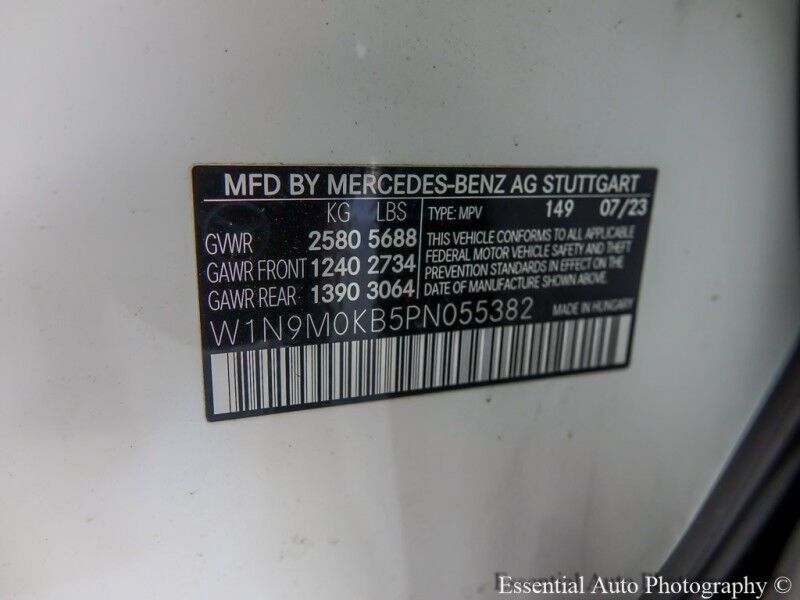 MFD BY MERCEDES-BENZ AG STUTTGART
KG LBS TYPE: MPV 149 07/23
GVWR 2580 5688
GAWR FRONT 1240 2734
GAWR REAR 1390 3064
THIS VEHICLE CONFORMS TO ALL APPLICABLE
FEDERAL MOTOR VEHICLE SAFETY AND THEFT
PREVENTION STANDARDS IN EFFECT ON THE
DATE OF MANUFACTURE SHOWN ABOVE.
W1N9M0KB5PN055382 MADE IN HUNGARY
Essential Auto Photography ©